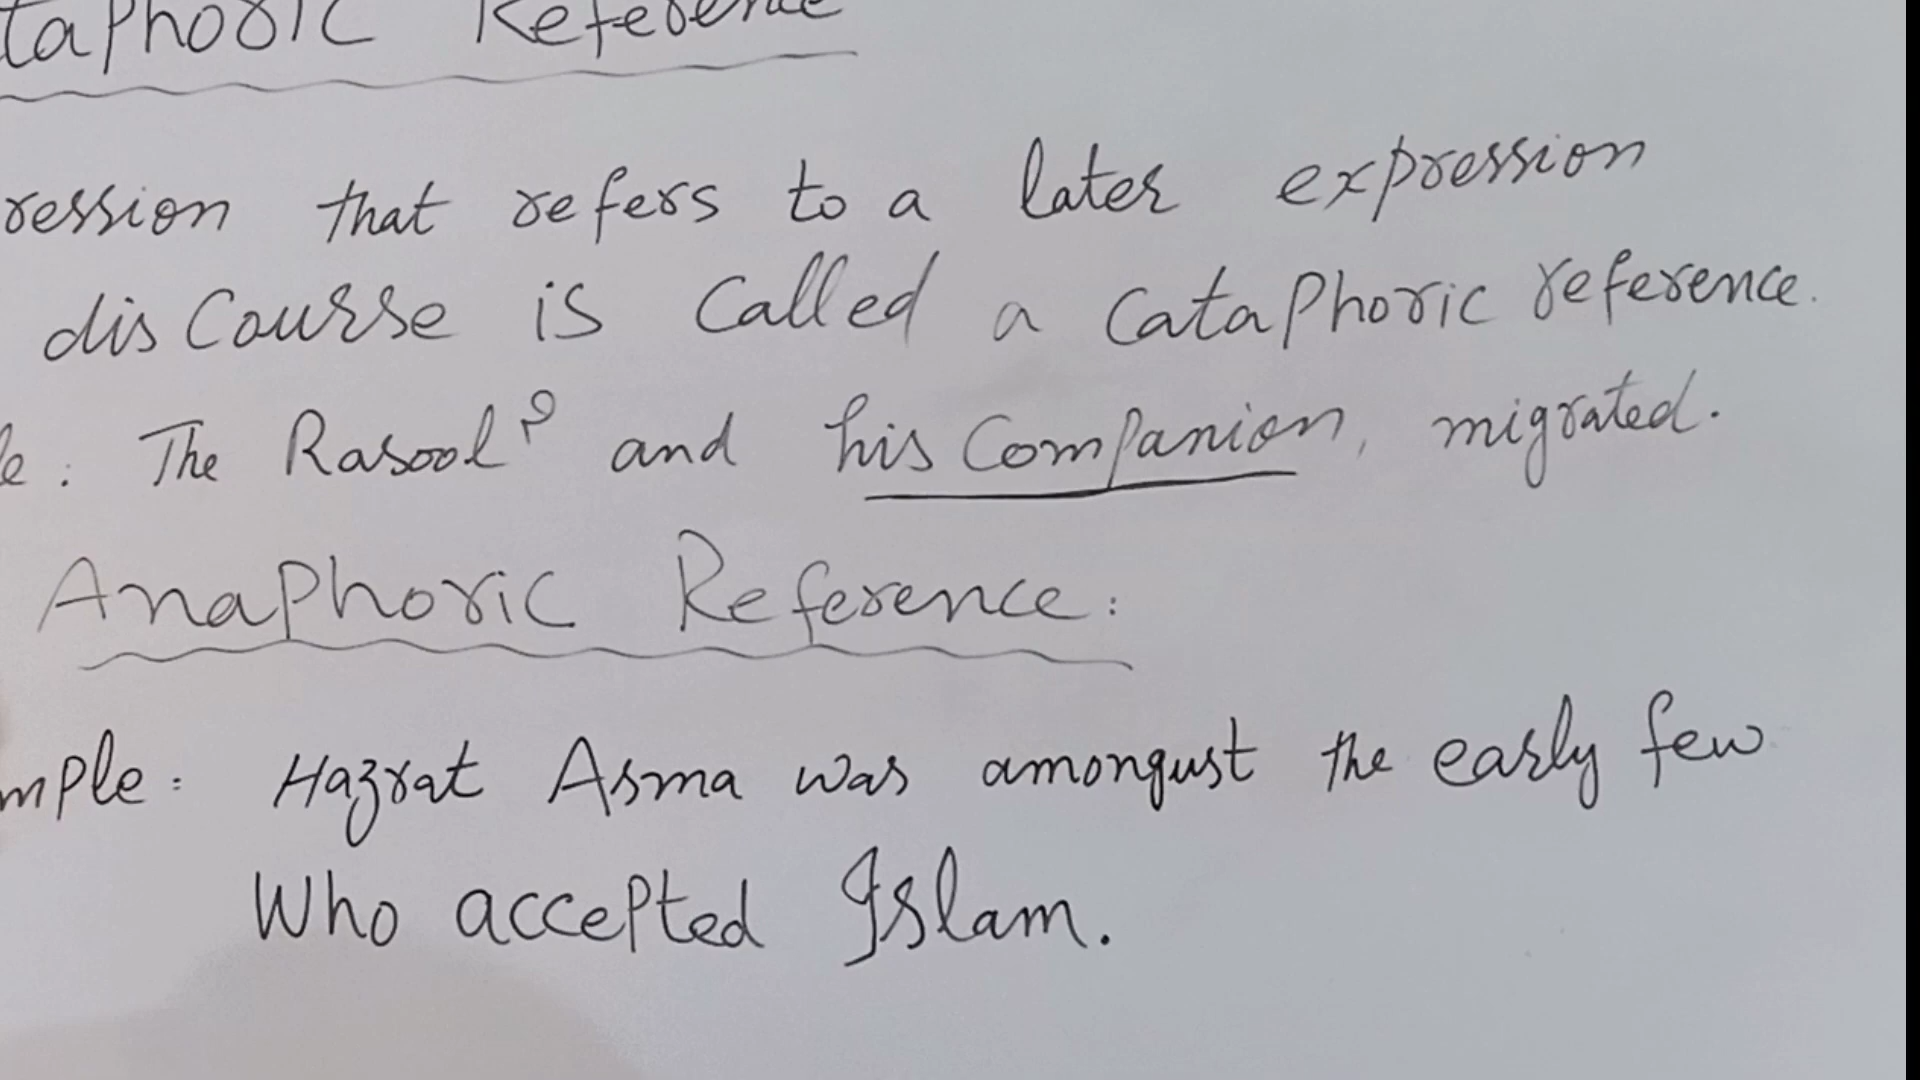 taphoric Reference
ression that refers to a later expression
discourse is called a cataphoric reference.
le: The Rasool and his Companion, migrated.
Anaphoric Reference:
mple: Hazrat Asma was amongust the early few
Who accepted Islam.